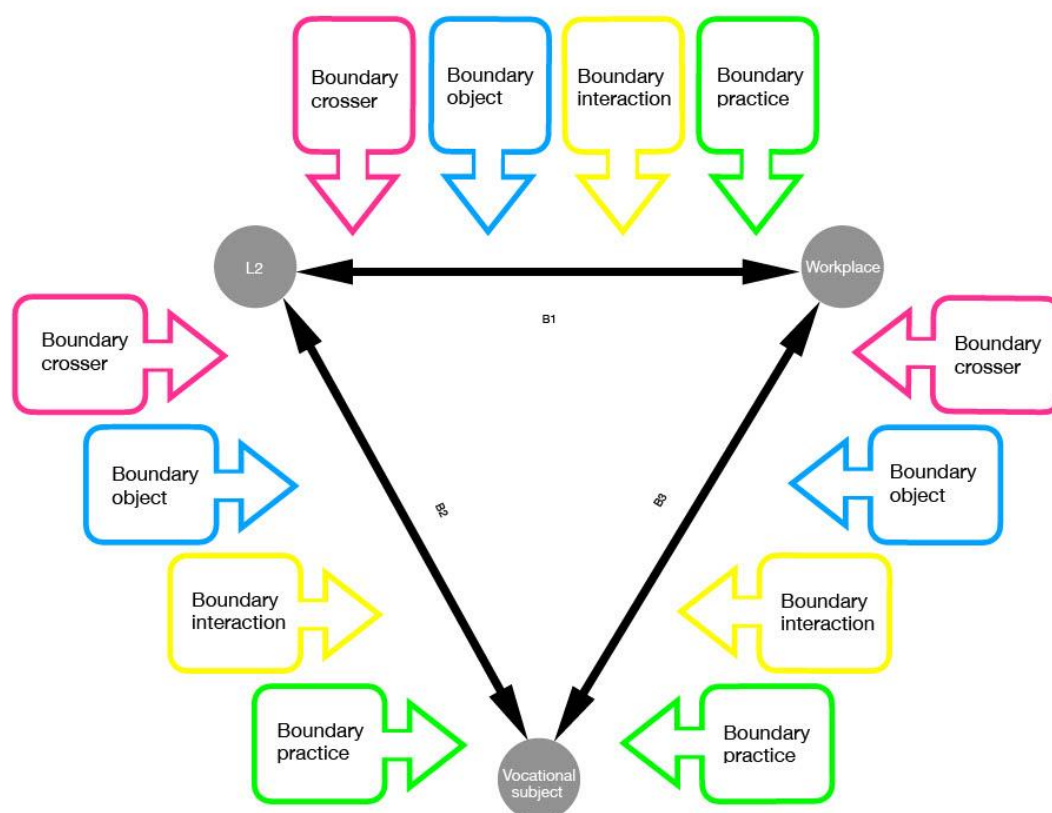 Boundary
crosser
Boundary
object
Boundary
interaction
Boundary
practice
L2
Workplace
B1
Boundary
crosser
Boundary
crosser
Boundary
object
Boundary
object
B2
B3
Boundary
interaction
Boundary
interaction
Boundary
practice
Boundary
practice
Vocational
subject